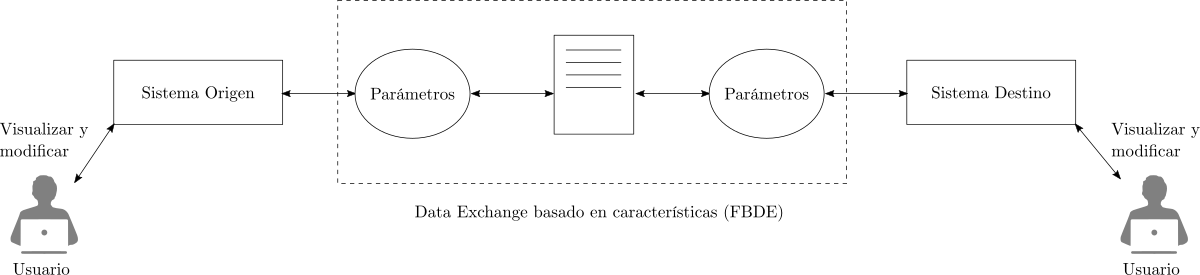 Sistema Origen
Parámetros
Parámetros
Sistema Destino
Visualizar y
modificar
Visualizar y
modificar
Data Exchange basado en características (FBDE)
Usuario
Usuario